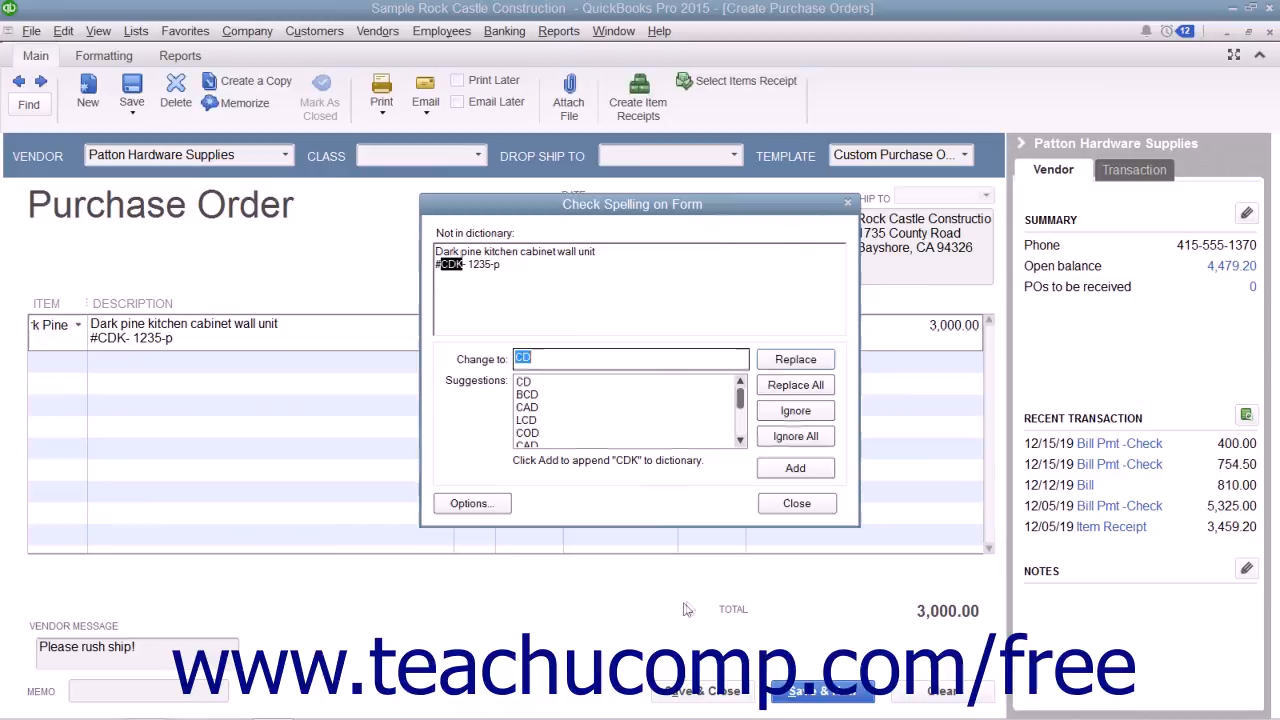 qb
Sample Rock Castle Construction - QuickBooks Pro 2015 - [Create Purchase Orders]
File Edit View Lists Favorites Company Customers Vendors Employees Banking Reports Window Help
12
Main Formatting Reports
Find
New
Save
Delete
Create a Copy
Memorize
Mark As
Closed
Print
Email
Print Later
Email Later
Attach
File
Create Item
Receipts
Select Items Receipt
VENDOR Patton Hardware Supplies CLASS DROP SHIP TO TEMPLATE Custom Purchase O...
Purchase Order
DATE
HIP TO
Rock Castle Constructio
1735 County Road
Bayshore, CA 94326
ITEM DESCRIPTION
k Pine Dark pine kitchen cabinet wall unit
#CDK- 1235-p
3,000.00
Check Spelling on Form
Not in dictionary:
Dark pine kitchen cabinet wall unit
#CDK- 1235-p
Change to: CD
Replace
Suggestions:
CD
BCD
CAD
LCD
COD
CAD
Replace All
Ignore
Ignore All
Click Add to append "CDK" to dictionary.
Add
Options...
Close
TOTAL 3,000.00
VENDOR MESSAGE
Please rush ship!
MEMO
Save & Close
Clear
www.teachucomp.com/free
Patton Hardware Supplies
Vendor Transaction
SUMMARY
Phone 415-555-1370
Open balance 4,479.20
POs to be received 0
RECENT TRANSACTION
12/15/19 Bill Pmt -Check 400.00
12/15/19 Bill Pmt -Check 754.50
12/12/19 Bill 810.00
12/05/19 Bill Pmt -Check 5,325.00
12/05/19 Item Receipt 3,459.20
NOTES